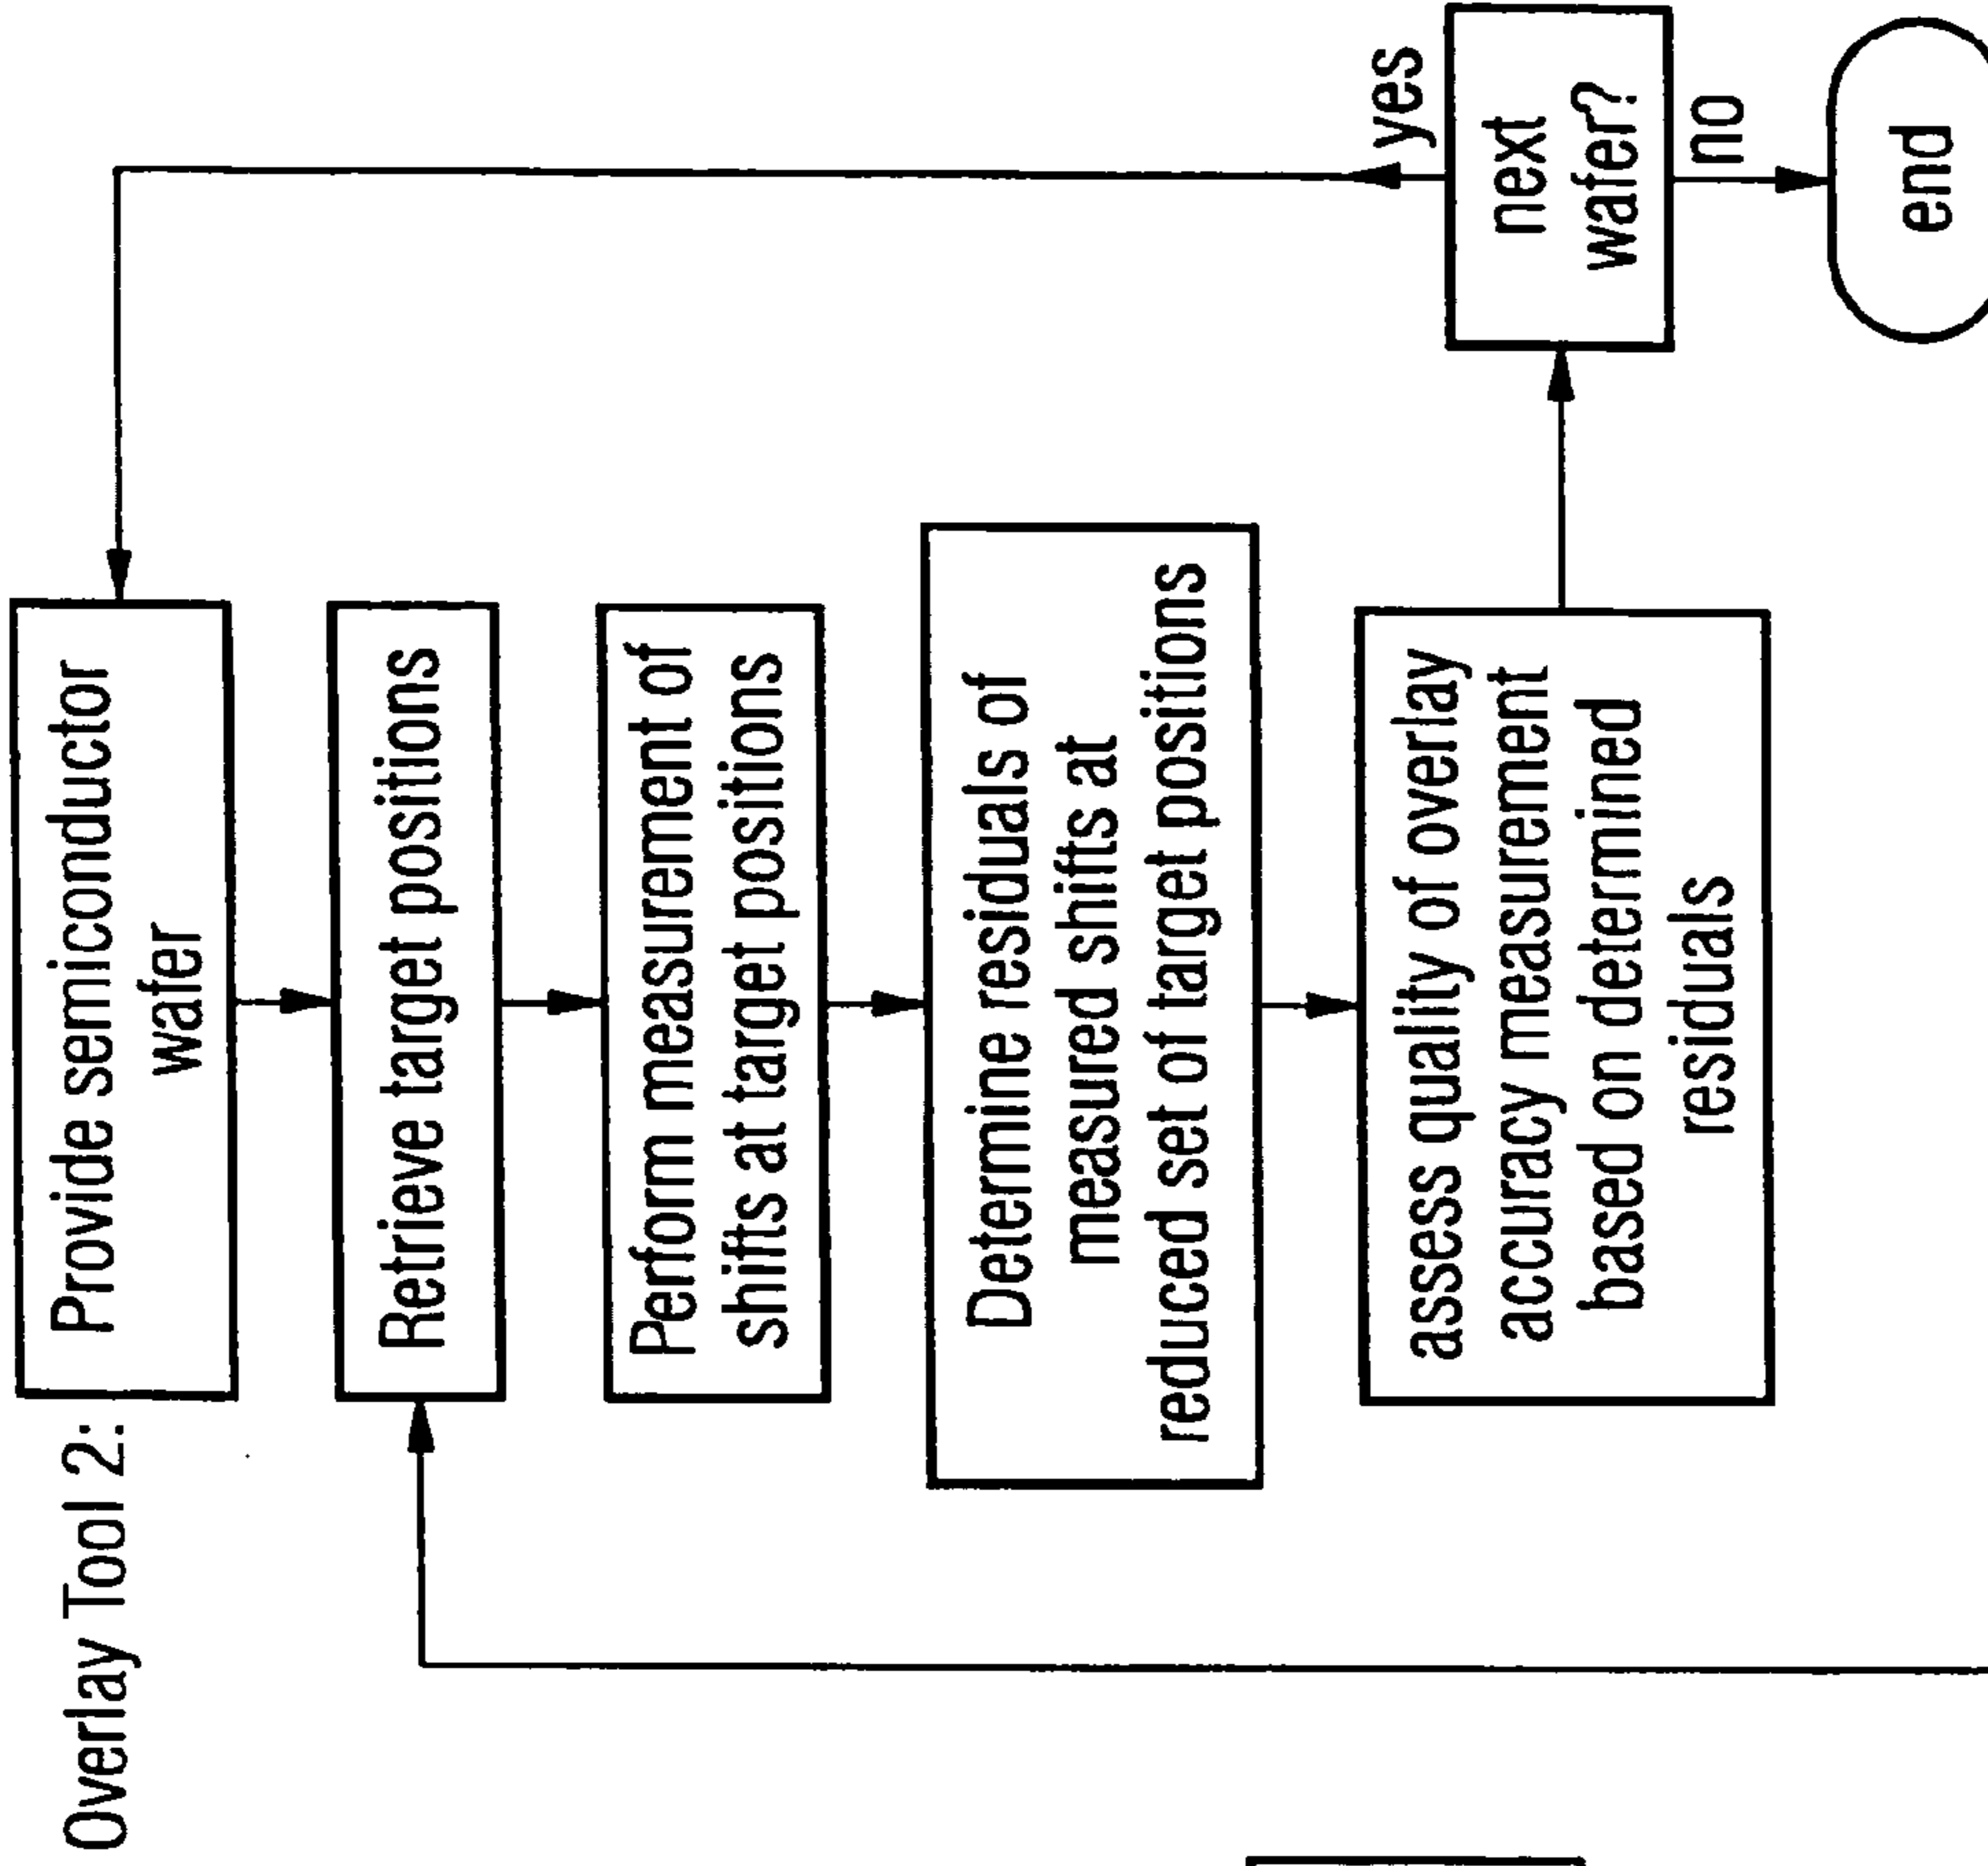 Overlay Tool 2:
Provide semiconductor
wafer
Retrieve target positions
Perform measurement of
shifts at target positions
Determine residuals of
measured shifts at
reduced set of target positions
assess quality of overlay
accuracy measurement
based on determined
residuals
next
wafer?
yes
no
end